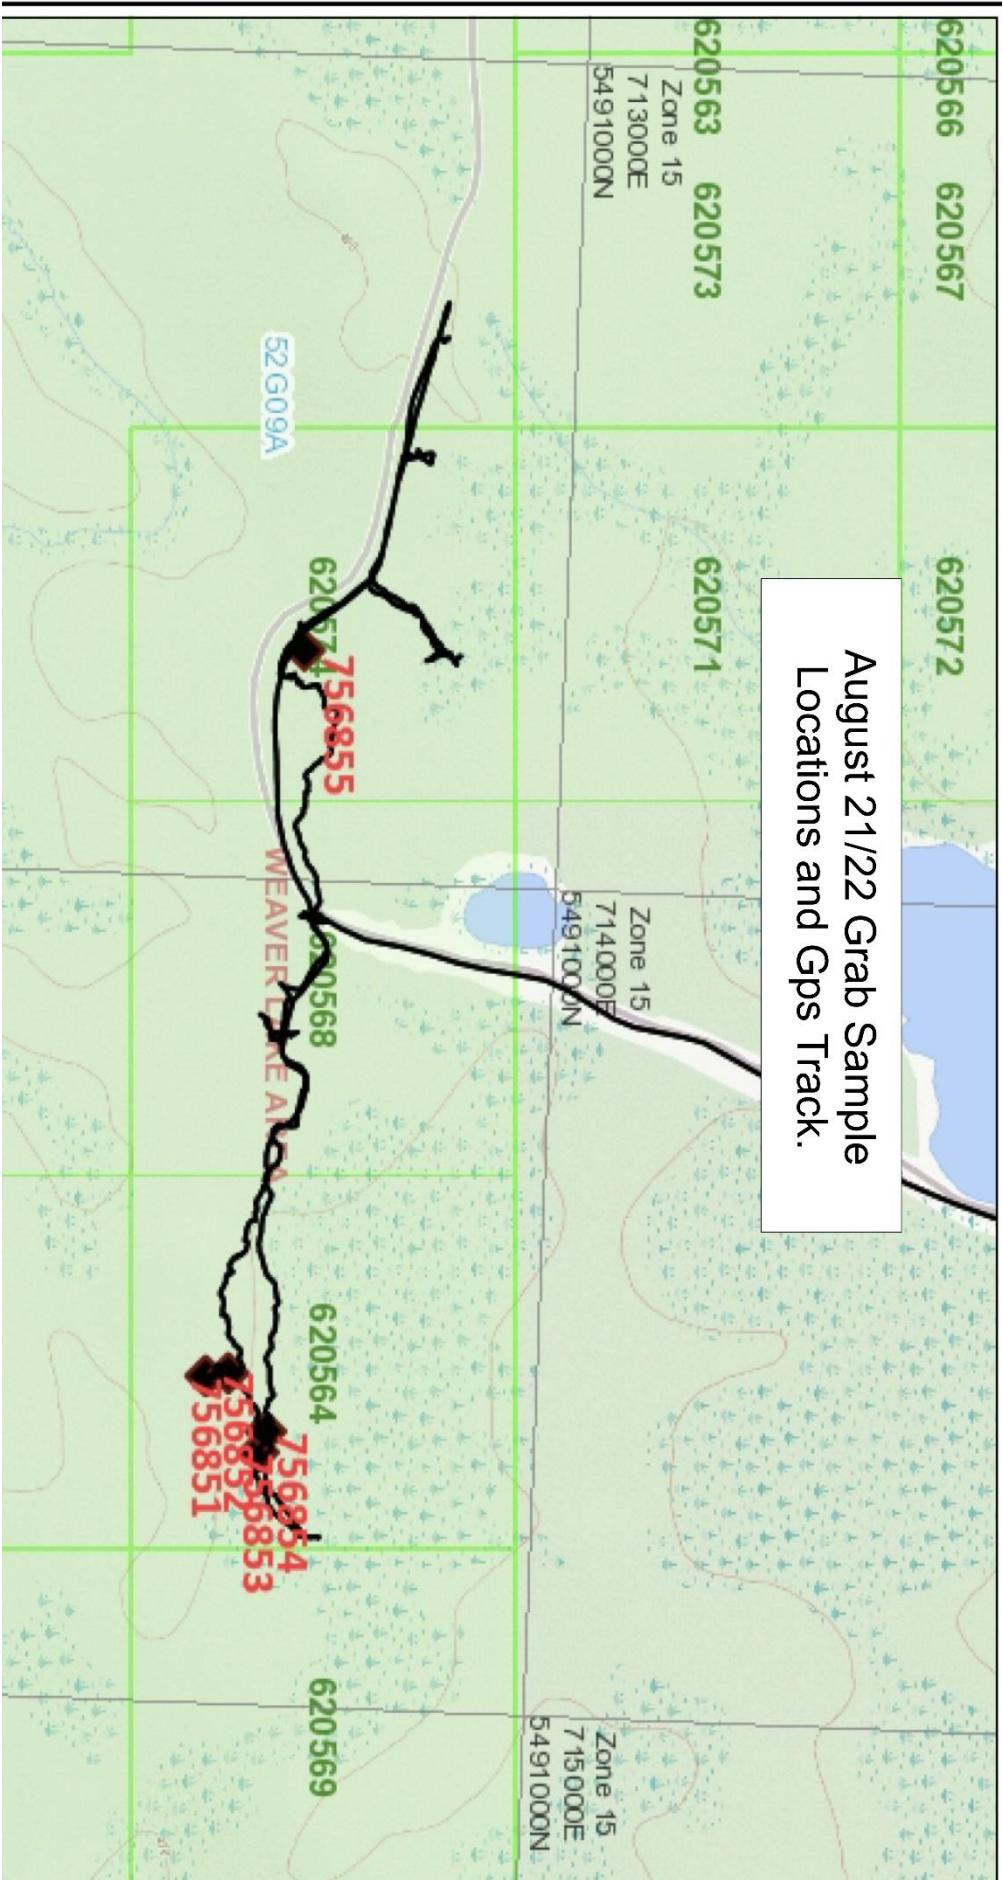 620566
620567
620572
August 21/22 Grab Sample
Locations and Gps Track.
620563
620573
620571
Zone 15
713000E
5491000N
Zone 15
714000E
5491000N
Zone 15
715000E
5491000N
620574
756855
620568
620564
620569
52G09A
WEAVER LAKE AREA
756854
756853
756852
756851